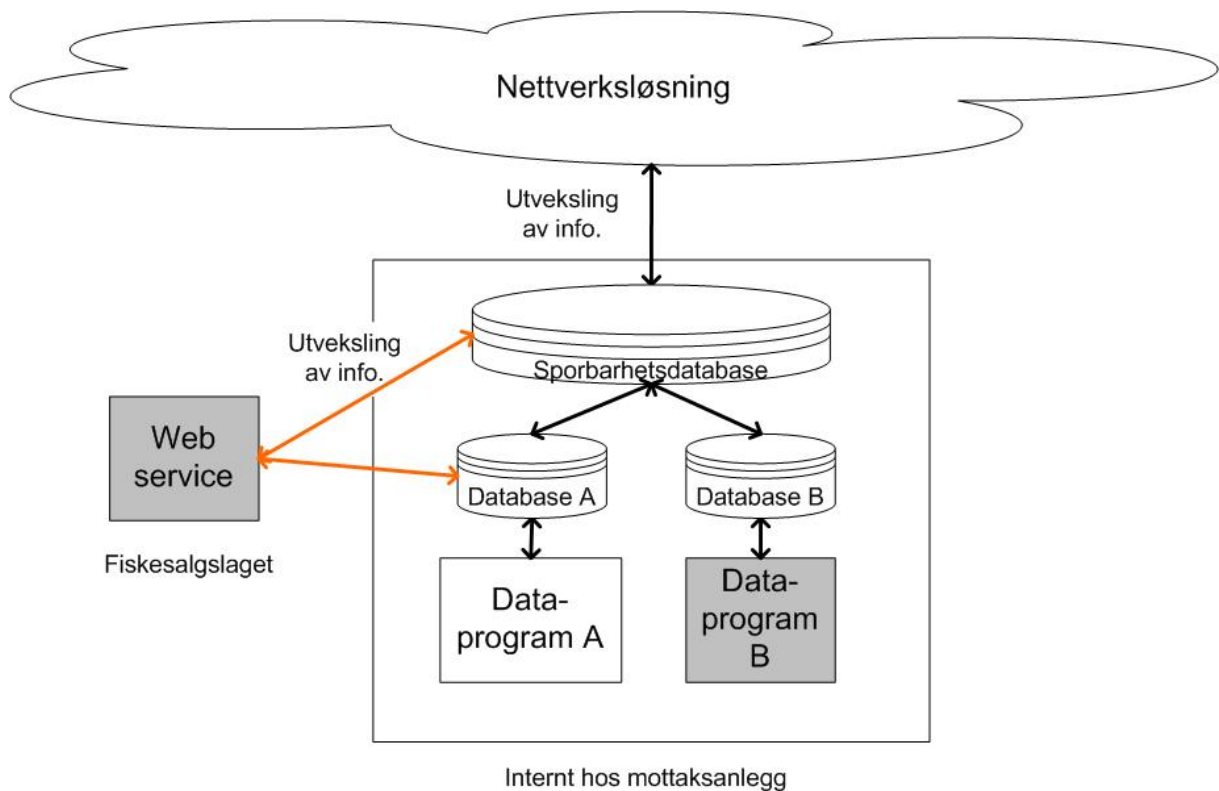 Nettverksløsning
Utveksling
av info.
Utveksling
av info.
Sporbarhetsdatabase
Web
service
Database A
Database B
Fiskesalgslaget
Data-
program A
Data-
program
B
Internt hos mottaksanlegg